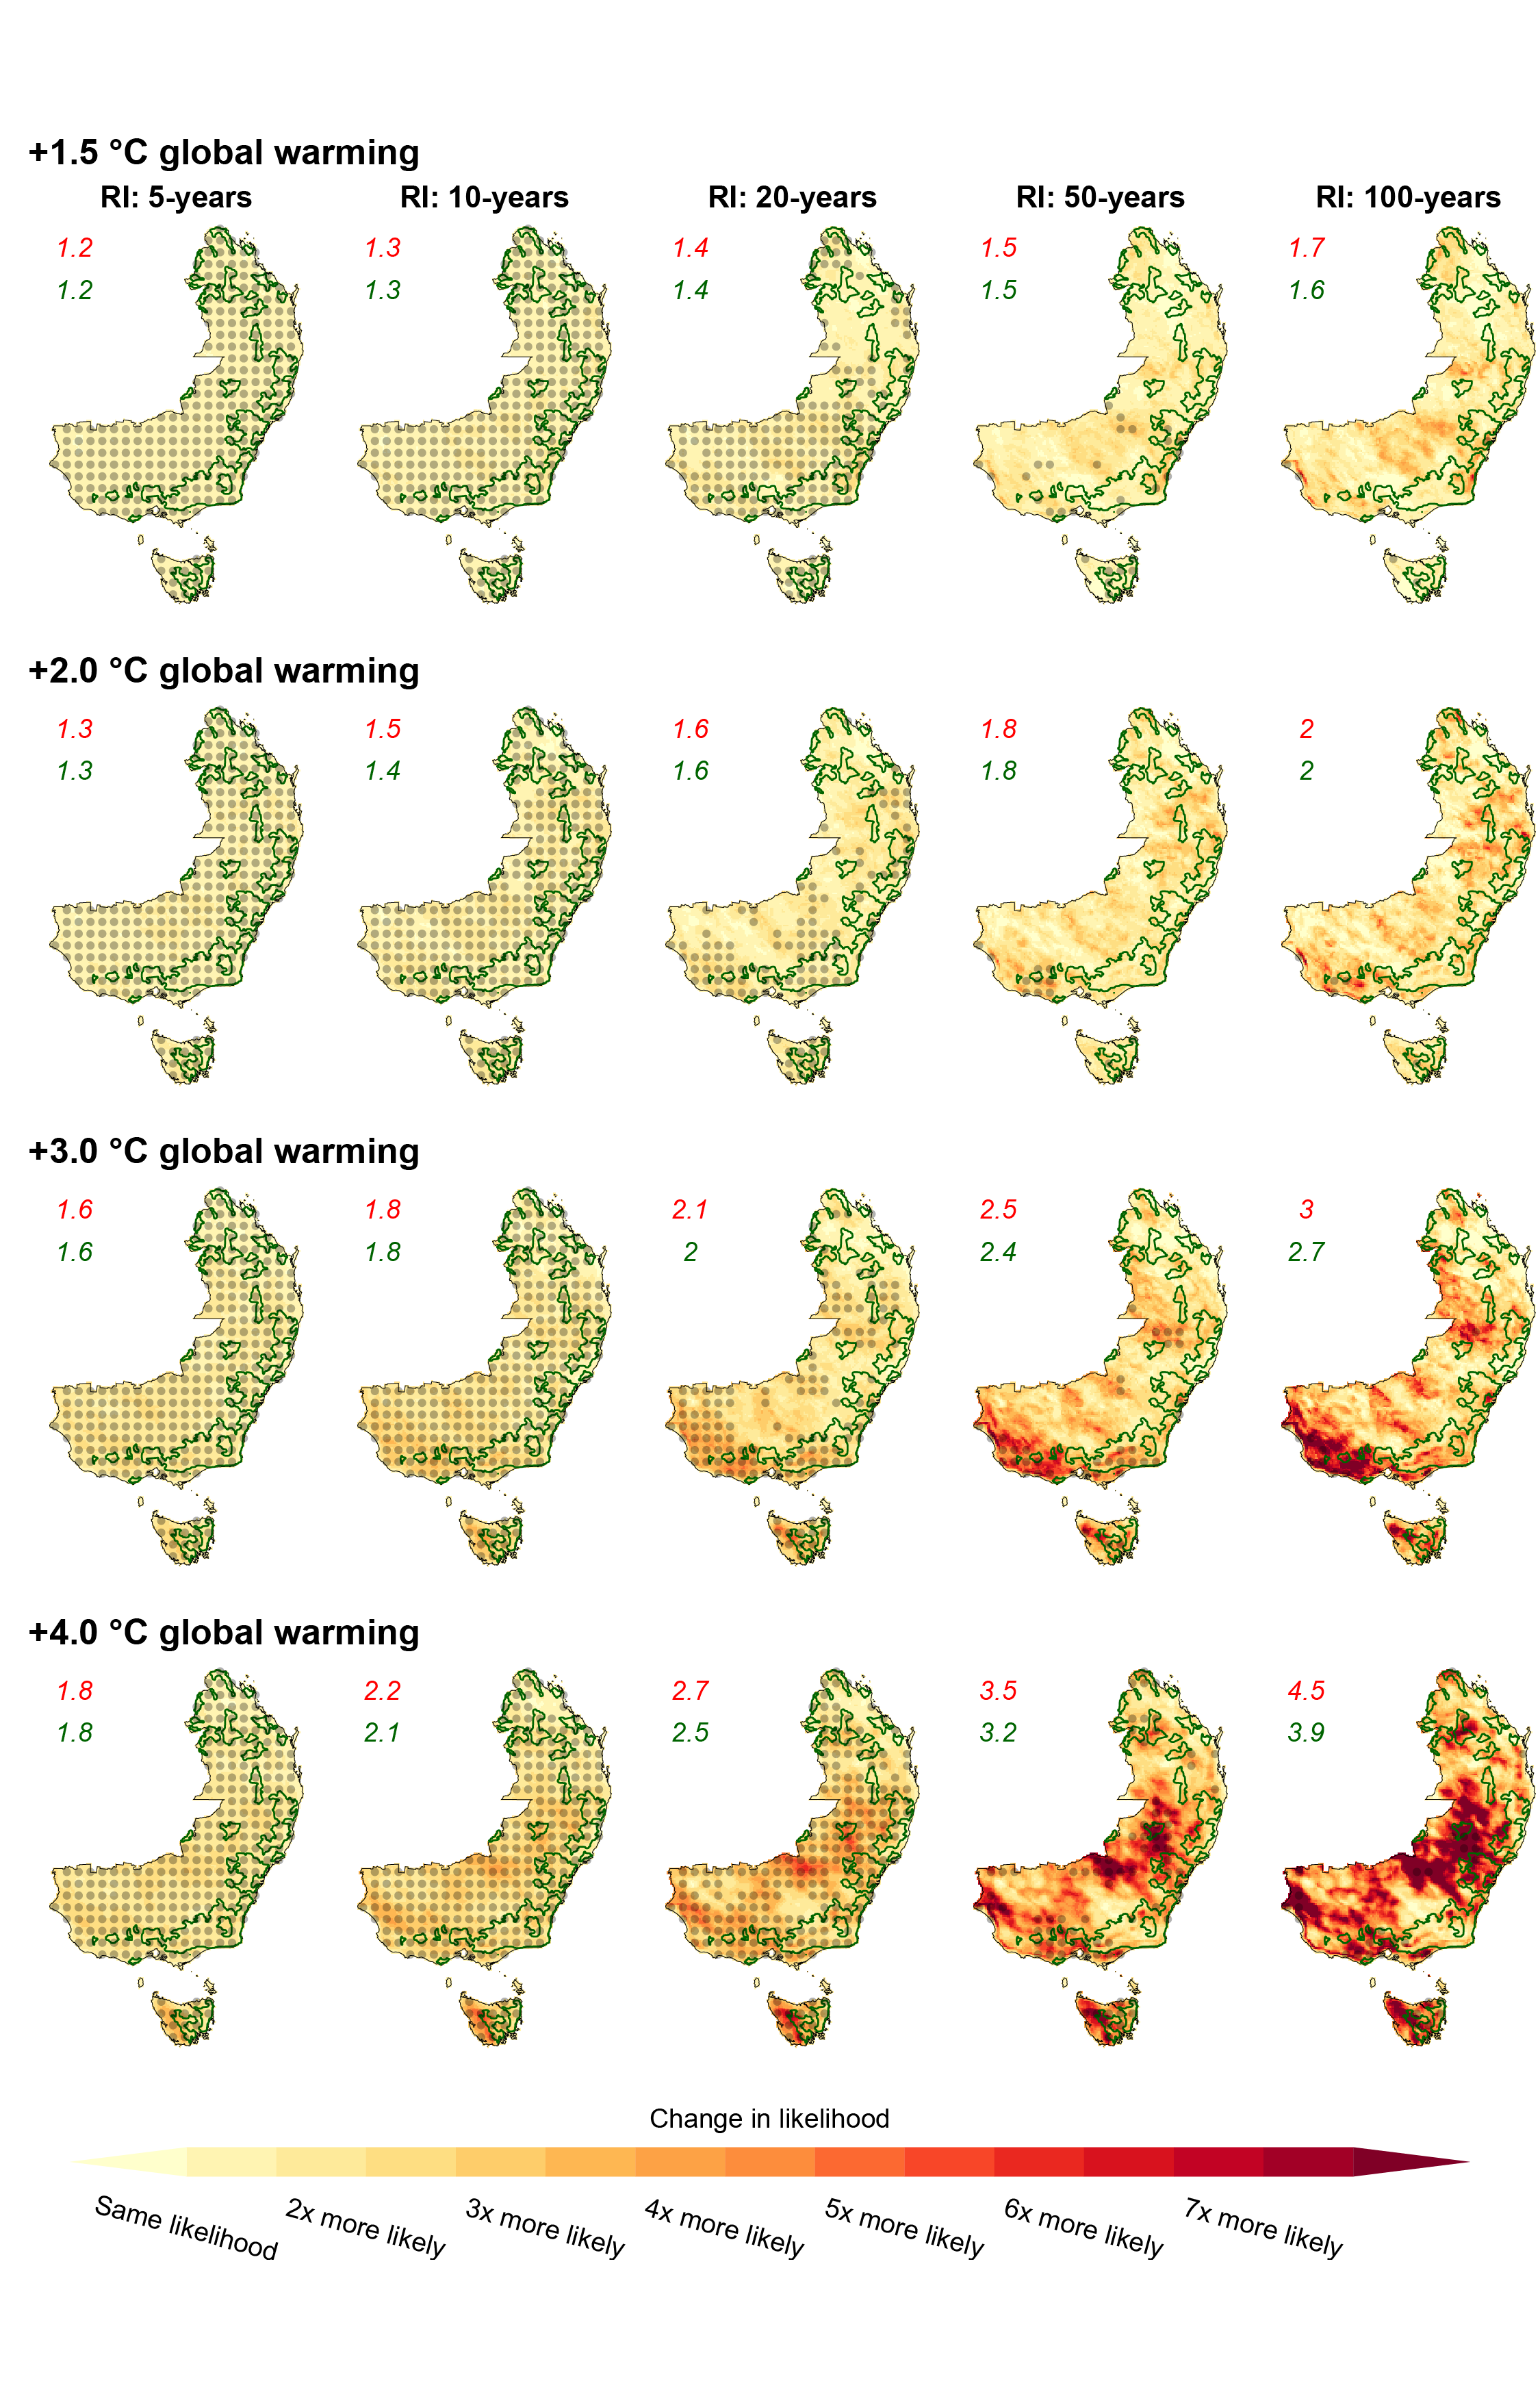 +1.5 °C global warming
RI: 5-years RI: 10-years RI: 20-years RI: 50-years RI: 100-years
1.2 1.3 1.4 1.5 1.7
1.2 1.3 1.4 1.5 1.6
+2.0 °C global warming
1.3 1.5 1.6 1.8 2
1.3 1.4 1.6 1.8 2
+3.0 °C global warming
1.6 1.8 2.1 2.5 3
1.6 1.8 2 2.4 2.7
+4.0 °C global warming
1.8 2.2 2.7 3.5 4.5
1.8 2.1 2.5 3.2 3.9
Change in likelihood
Same likelihood 2x more likely 3x more likely 4x more likely 5x more likely 6x more likely 7x more likely